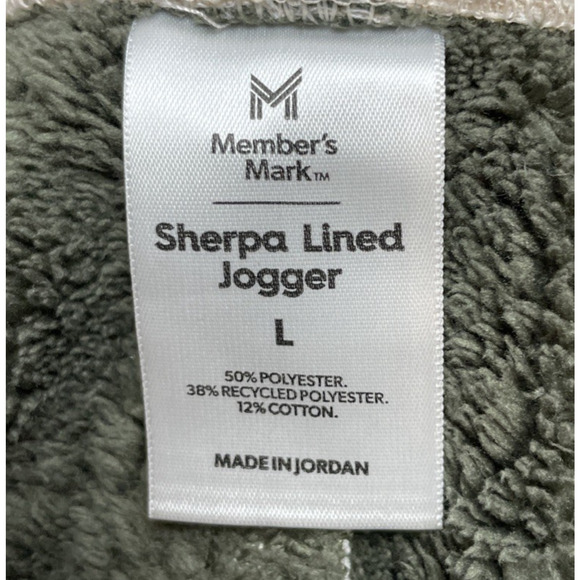 M
Member's
Mark™
Sherpa Lined
Jogger
L
50% POLYESTER.
38% RECYCLED POLYESTER.
12% COTTON.
MADE IN JORDAN